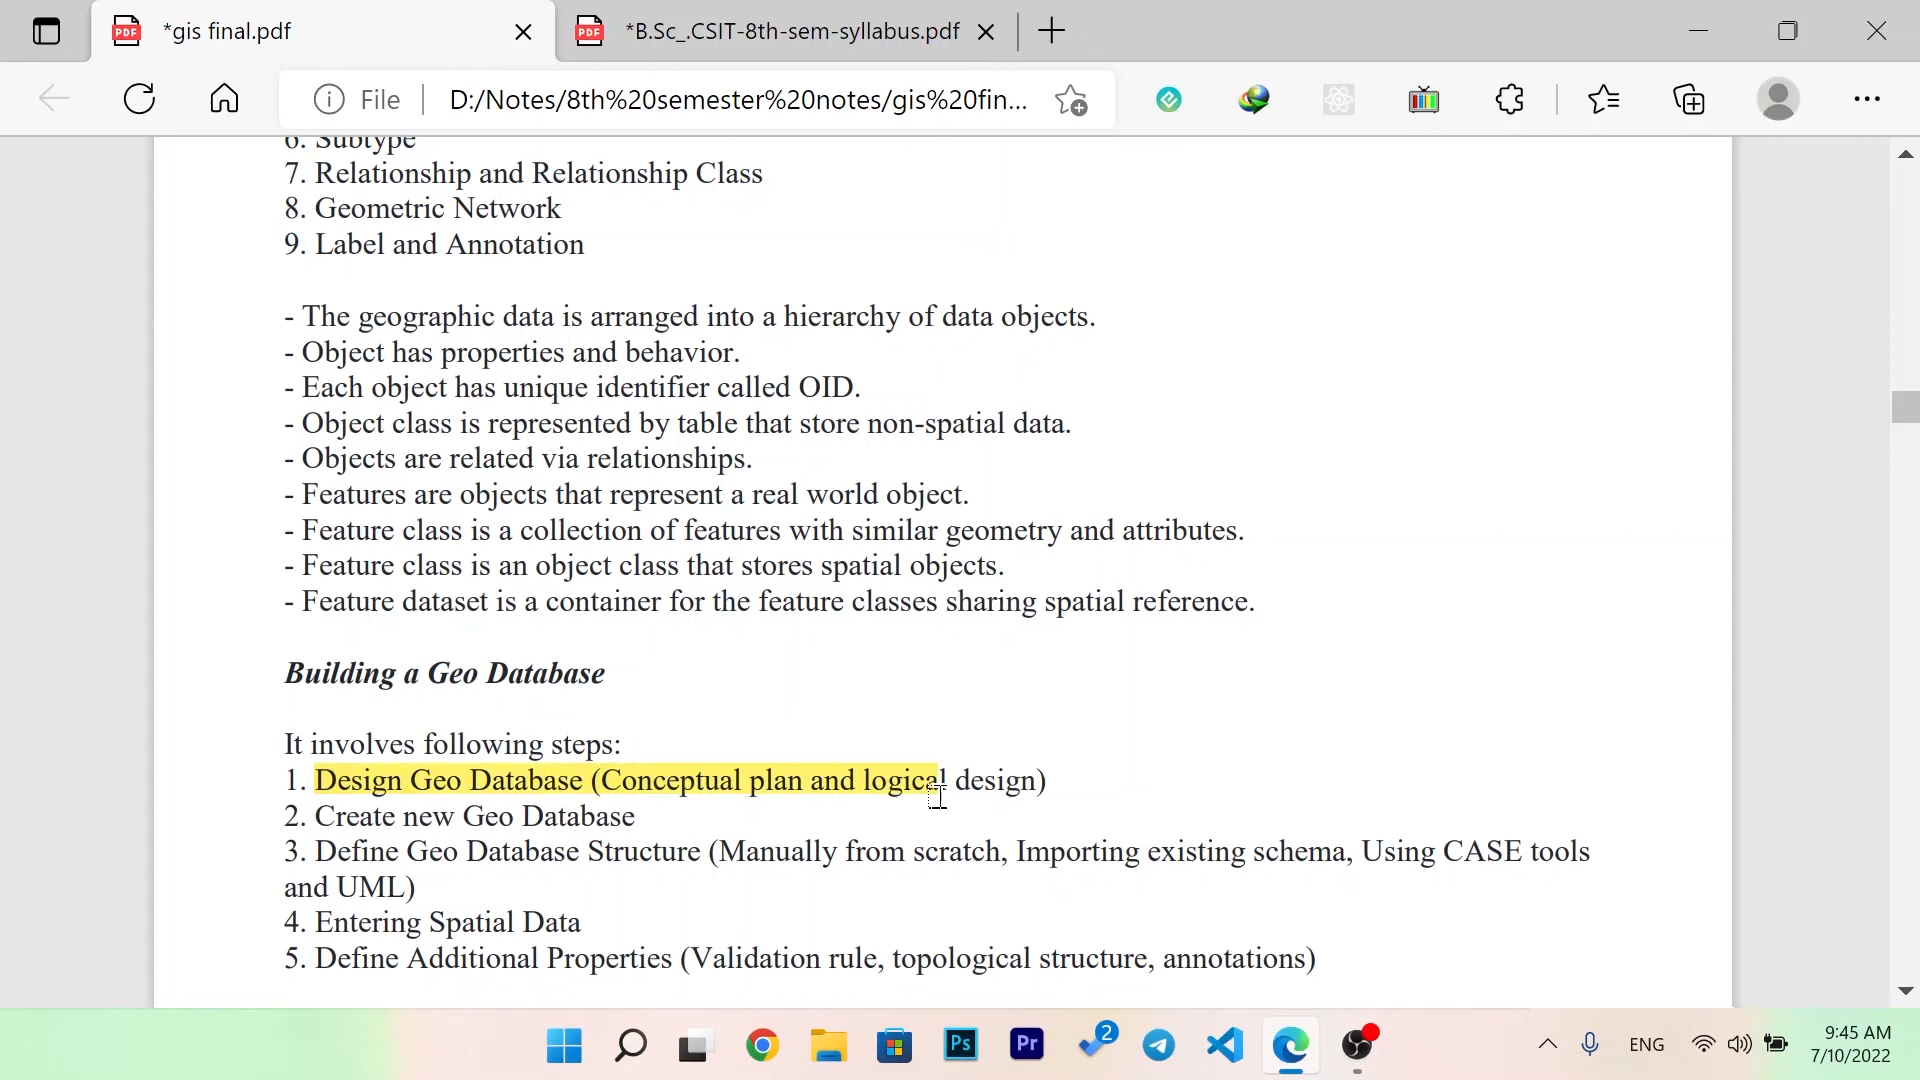 PDF *gis final.pdf
PDF *B.Sc_.CSIT-8th-sem-syllabus.pdf
File D:/Notes/8th%20semester%20notes/gis%20fin...
6. Subtype
7. Relationship and Relationship Class
8. Geometric Network
9. Label and Annotation
- The geographic data is arranged into a hierarchy of data objects.
- Object has properties and behavior.
- Each object has unique identifier called OID.
- Object class is represented by table that store non-spatial data.
- Objects are related via relationships.
- Features are objects that represent a real world object.
- Feature class is a collection of features with similar geometry and attributes.
- Feature class is an object class that stores spatial objects.
- Feature dataset is a container for the feature classes sharing spatial reference.
Building a Geo Database
It involves following steps:
1. Design Geo Database (Conceptual plan and logical design)
2. Create new Geo Database
3. Define Geo Database Structure (Manually from scratch, Importing existing schema, Using CASE tools
and UML)
4. Entering Spatial Data
5. Define Additional Properties (Validation rule, topological structure, annotations)
Ps
Pr
2
ENG
9:45 AM
7/10/2022